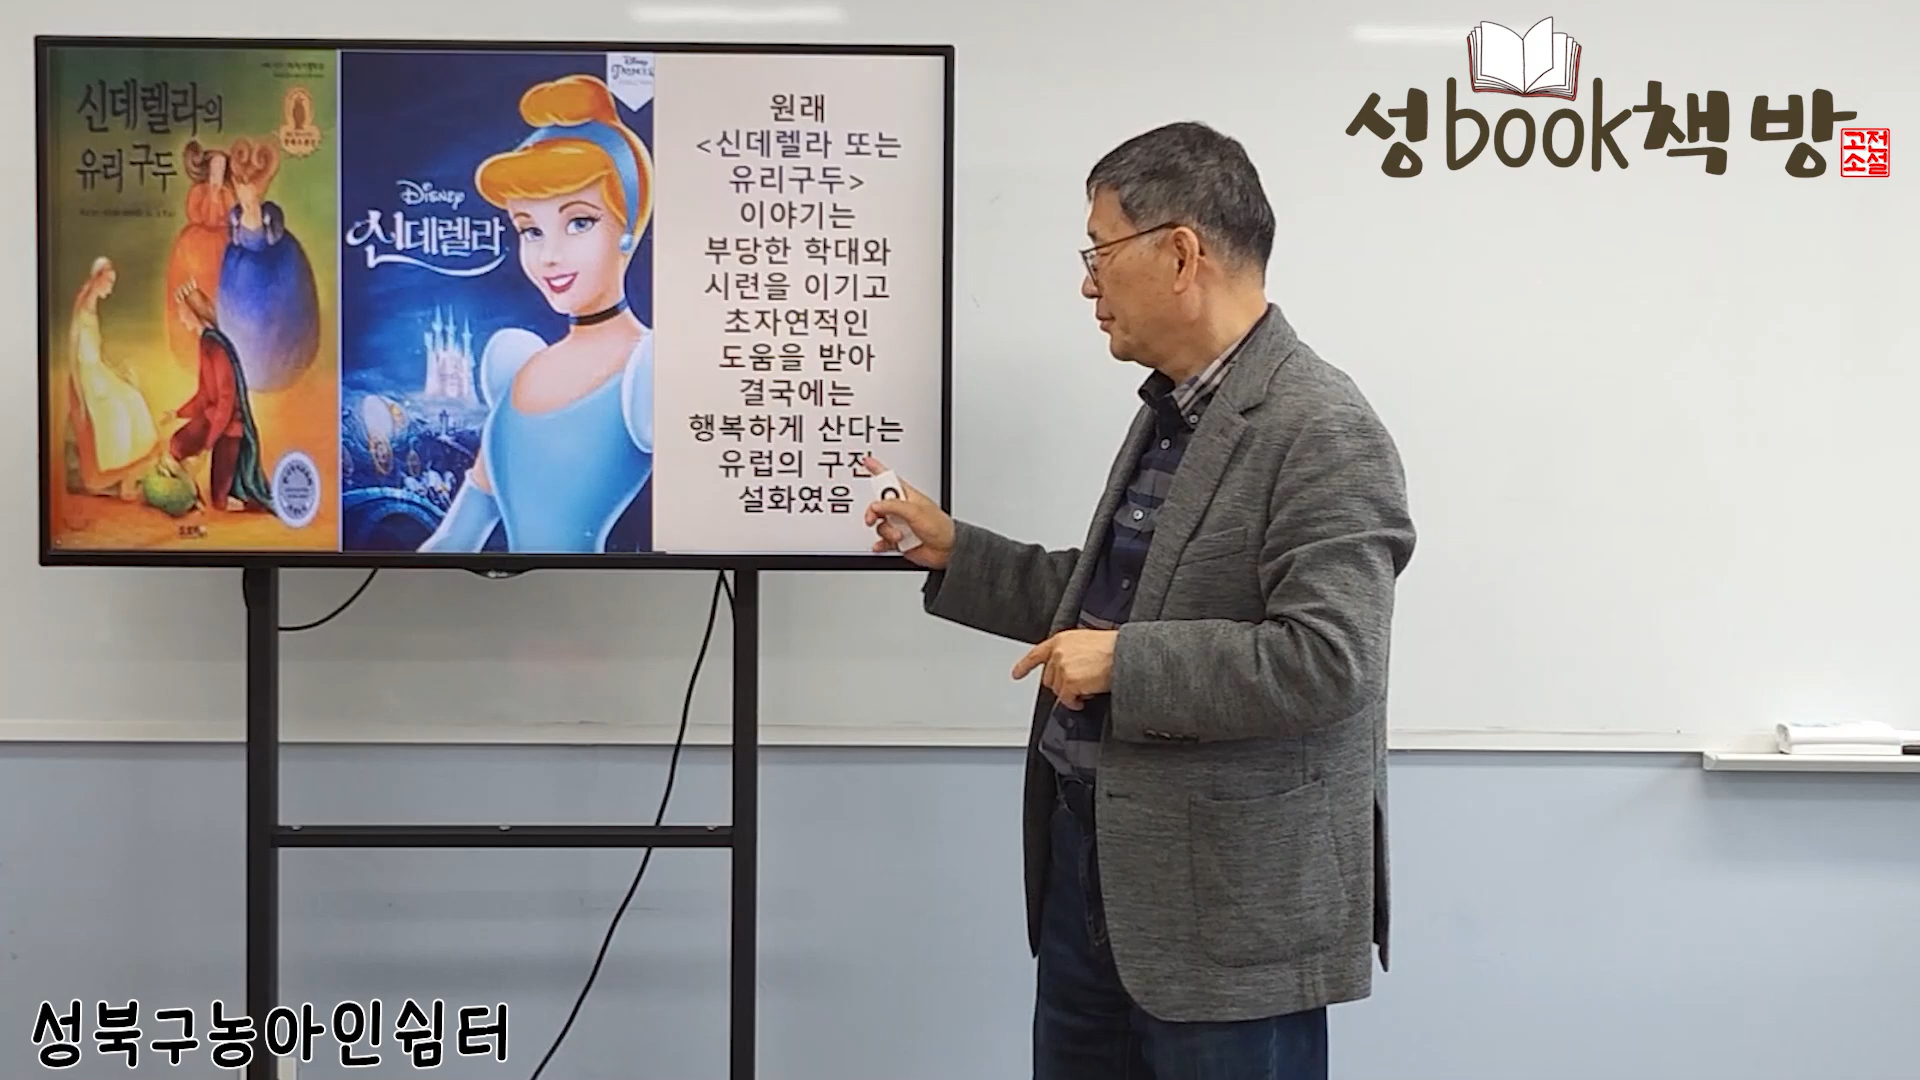 신데렐라의
유리구두
DISNEY
신데렐라
DISNEY
PRINCESS
원래
<신데렐라 또는
유리구두>
이야기는
부당한 학대와
시련을 이기고
초자연적인
도움을 받아
결국에는
행복하게 산다는
유럽의 구전
설화였음
성book책방
고전
소설
성북구농아인쉼터